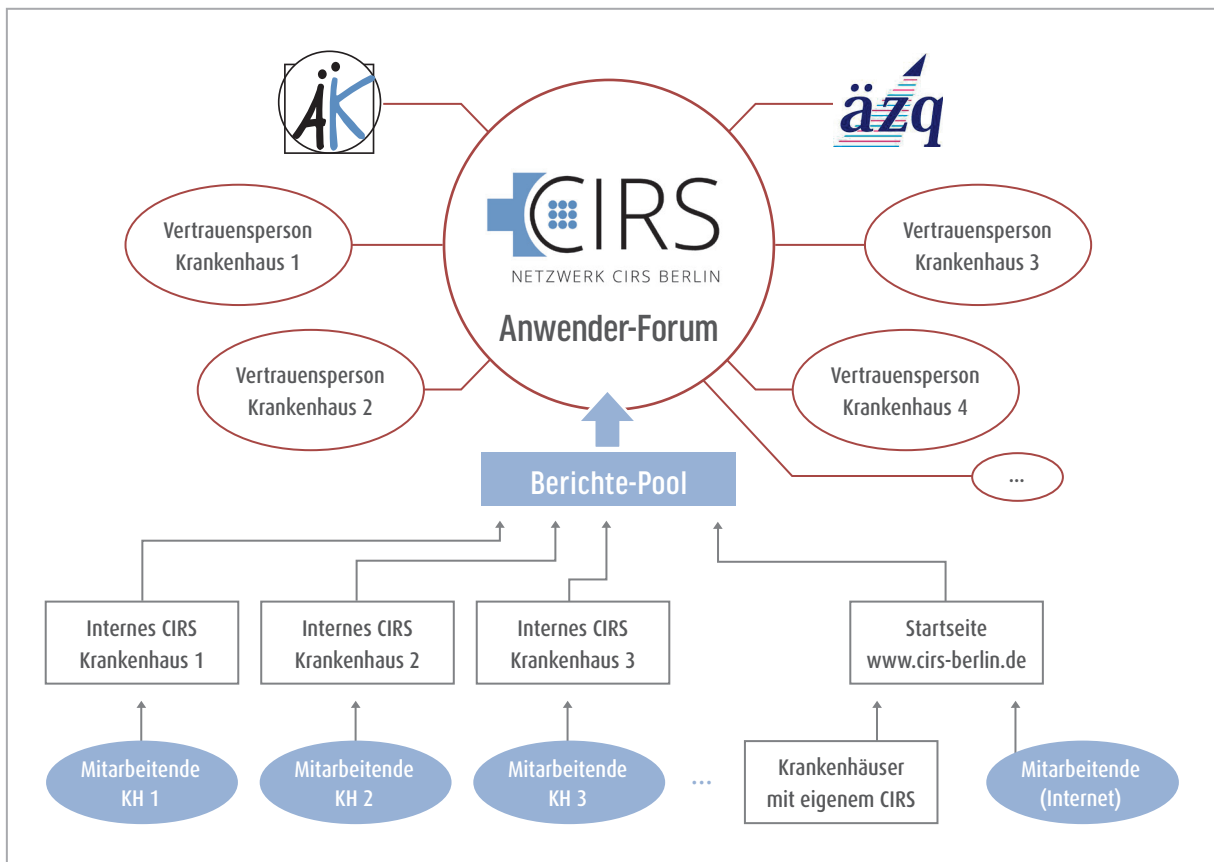 ÄK
äzq
CIRS
NETZWERK CIRS BERLIN
Anwender-Forum
Vertrauensperson
Krankenhaus 1
Vertrauensperson
Krankenhaus 3
Vertrauensperson
Krankenhaus 2
Vertrauensperson
Krankenhaus 4
...
Berichte-Pool
Internes CIRS
Krankenhaus 1
Internes CIRS
Krankenhaus 2
Internes CIRS
Krankenhaus 3
Startseite
www.cirs-berlin.de
Mitarbeitende
KH 1
Mitarbeitende
KH 2
Mitarbeitende
KH 3
...
Krankenhäuser
mit eigenem CIRS
Mitarbeitende
(Internet)